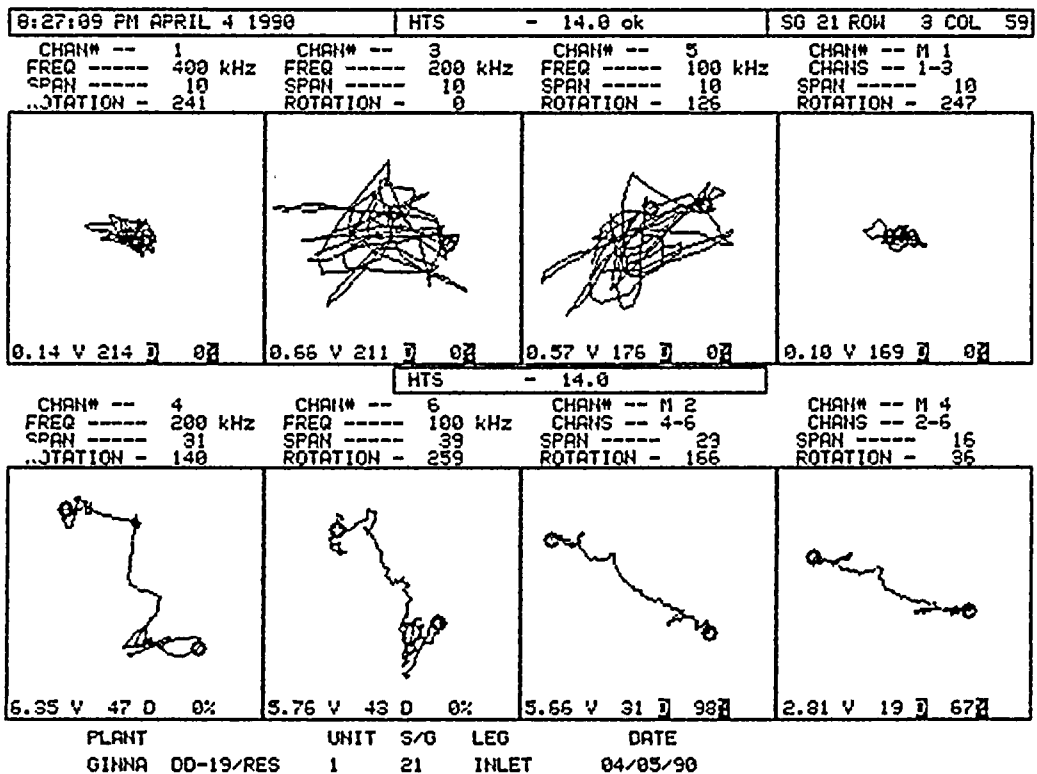 8:27:09 PM APRIL 4 1990 HTS - 14.0 ok SG 21 ROW 3 COL 59
CHAN# -- 1 CHAN# -- 3 CHAN# -- 5 CHAN# -- M 1
FREQ ----- 400 kHz FREQ ----- 200 kHz FREQ ----- 100 kHz CHANS -- 1-3
SPAN ----- 10 SPAN ----- 10 SPAN ----- 10 SPAN ----- 10
..OTATION - 241 ROTATION - 0 ROTATION - 126 ROTATION - 247
0.14 V 214 D 0% 0.66 V 211 D 0% 0.57 V 176 D 0% 0.10 V 169 D 0%
HTS - 14.0
CHAN# -- 4 CHAN# -- 6 CHAN# -- M 2 CHAN# -- M 4
FREQ ----- 200 kHz FREQ ----- 100 kHz CHANS -- 4-6 CHANS -- 2-6
SPAN ----- 31 SPAN ----- 39 SPAN ----- 29 SPAN ----- 16
..OTATION - 140 ROTATION - 259 ROTATION - 166 ROTATION - 36
6.35 V 47 D 0% 5.76 V 43 D 0% 5.66 V 31 D 98% 2.81 V 19 D 67%
PLANT UNIT S/G LEG DATE
GINNA DD-19/RES 1 21 INLET 04/05/90